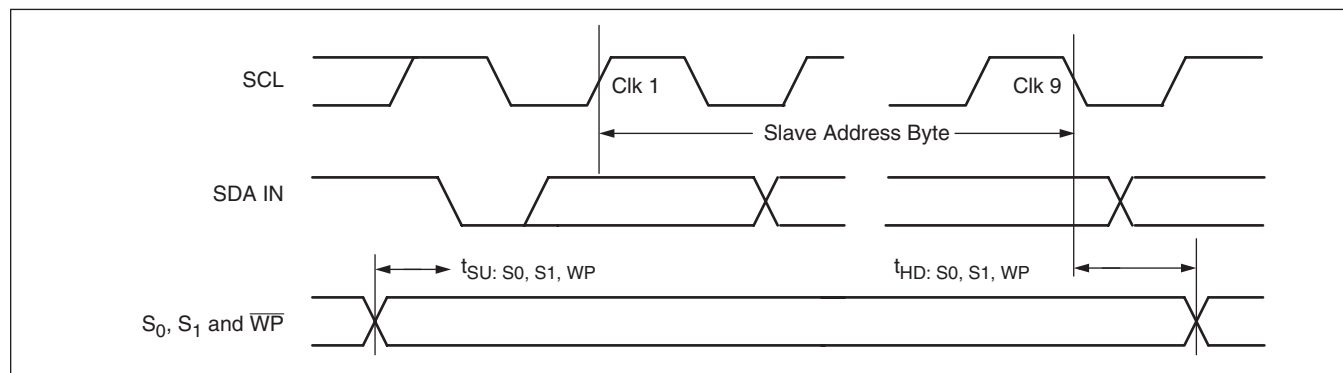 SCL
Clk 1
Clk 9
Slave Address Byte
SDA IN
tSU: S0, S1, WP
tHD: S0, S1, WP
S0, S1 and W̅P̅